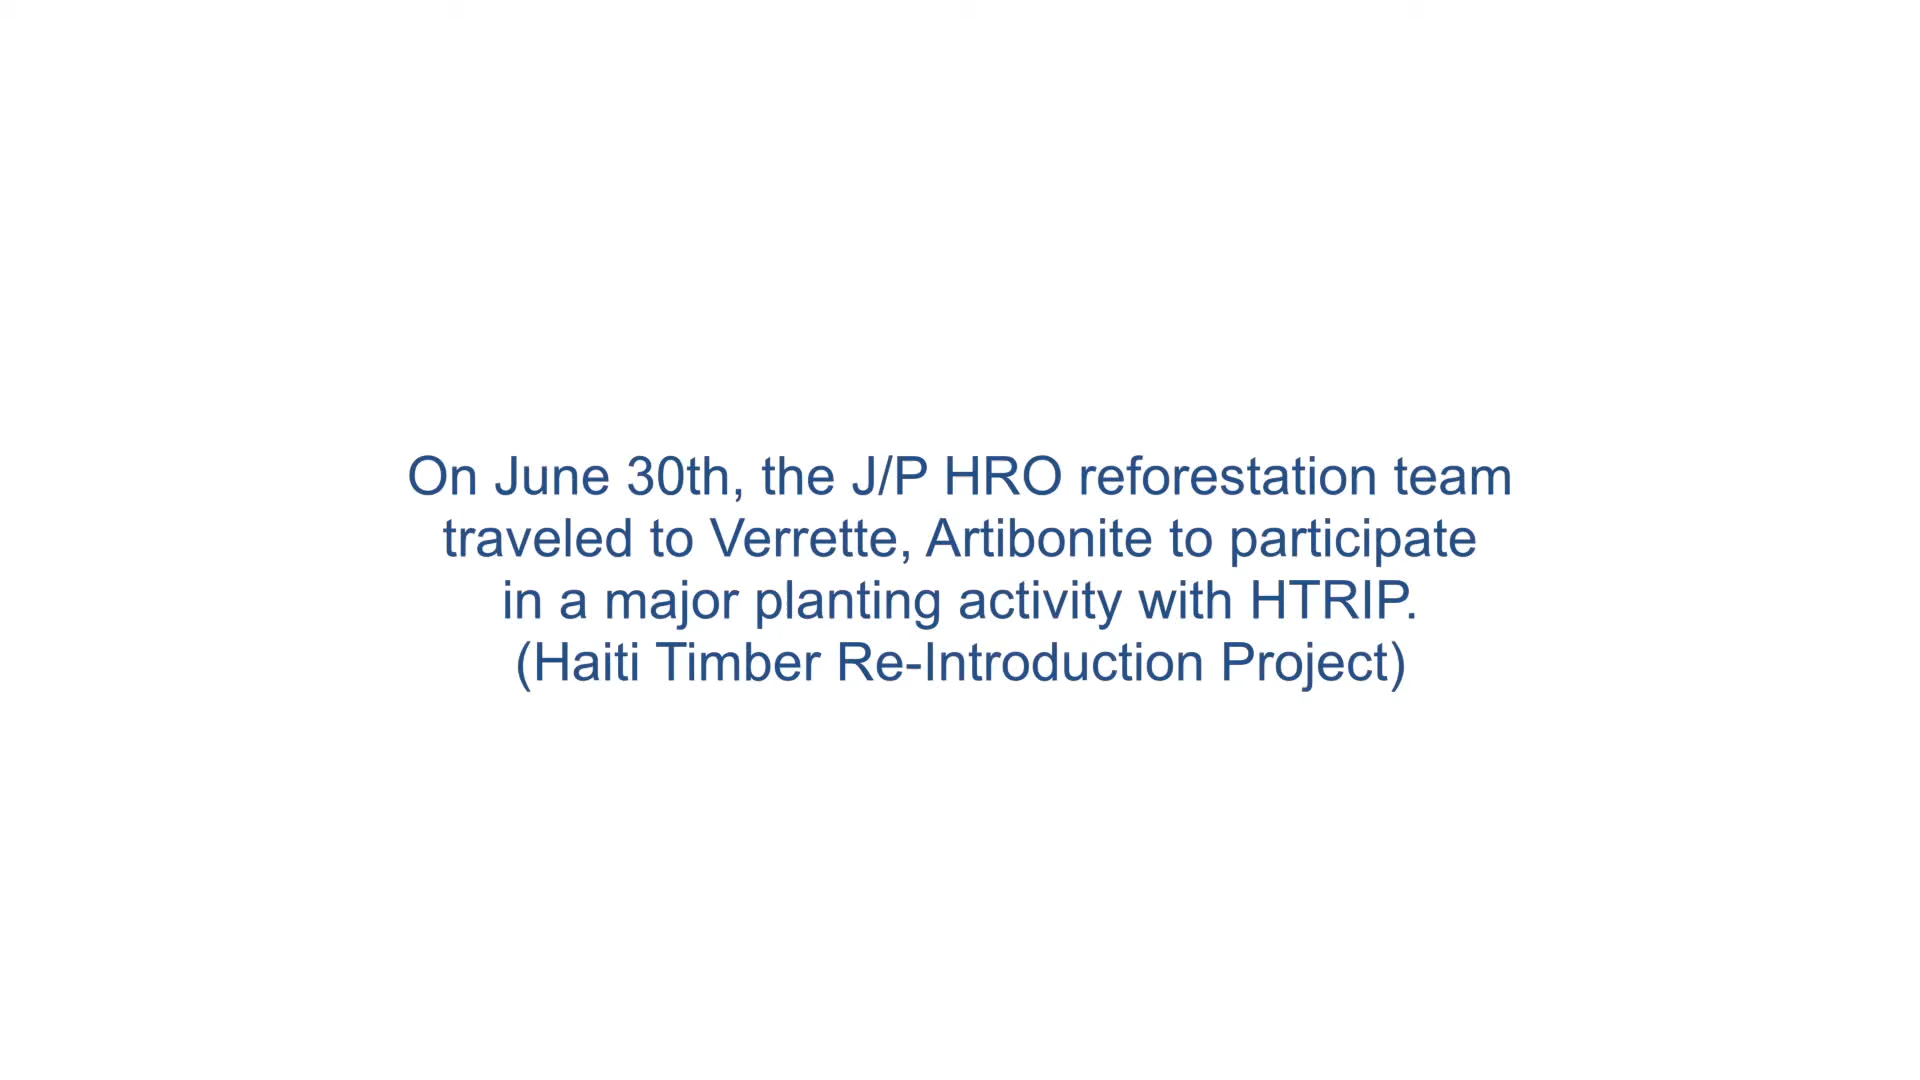 On June 30th, the J/P HRO reforestation team
traveled to Verrette, Artibonite to participate
in a major planting activity with HTRIP.
(Haiti Timber Re-Introduction Project)